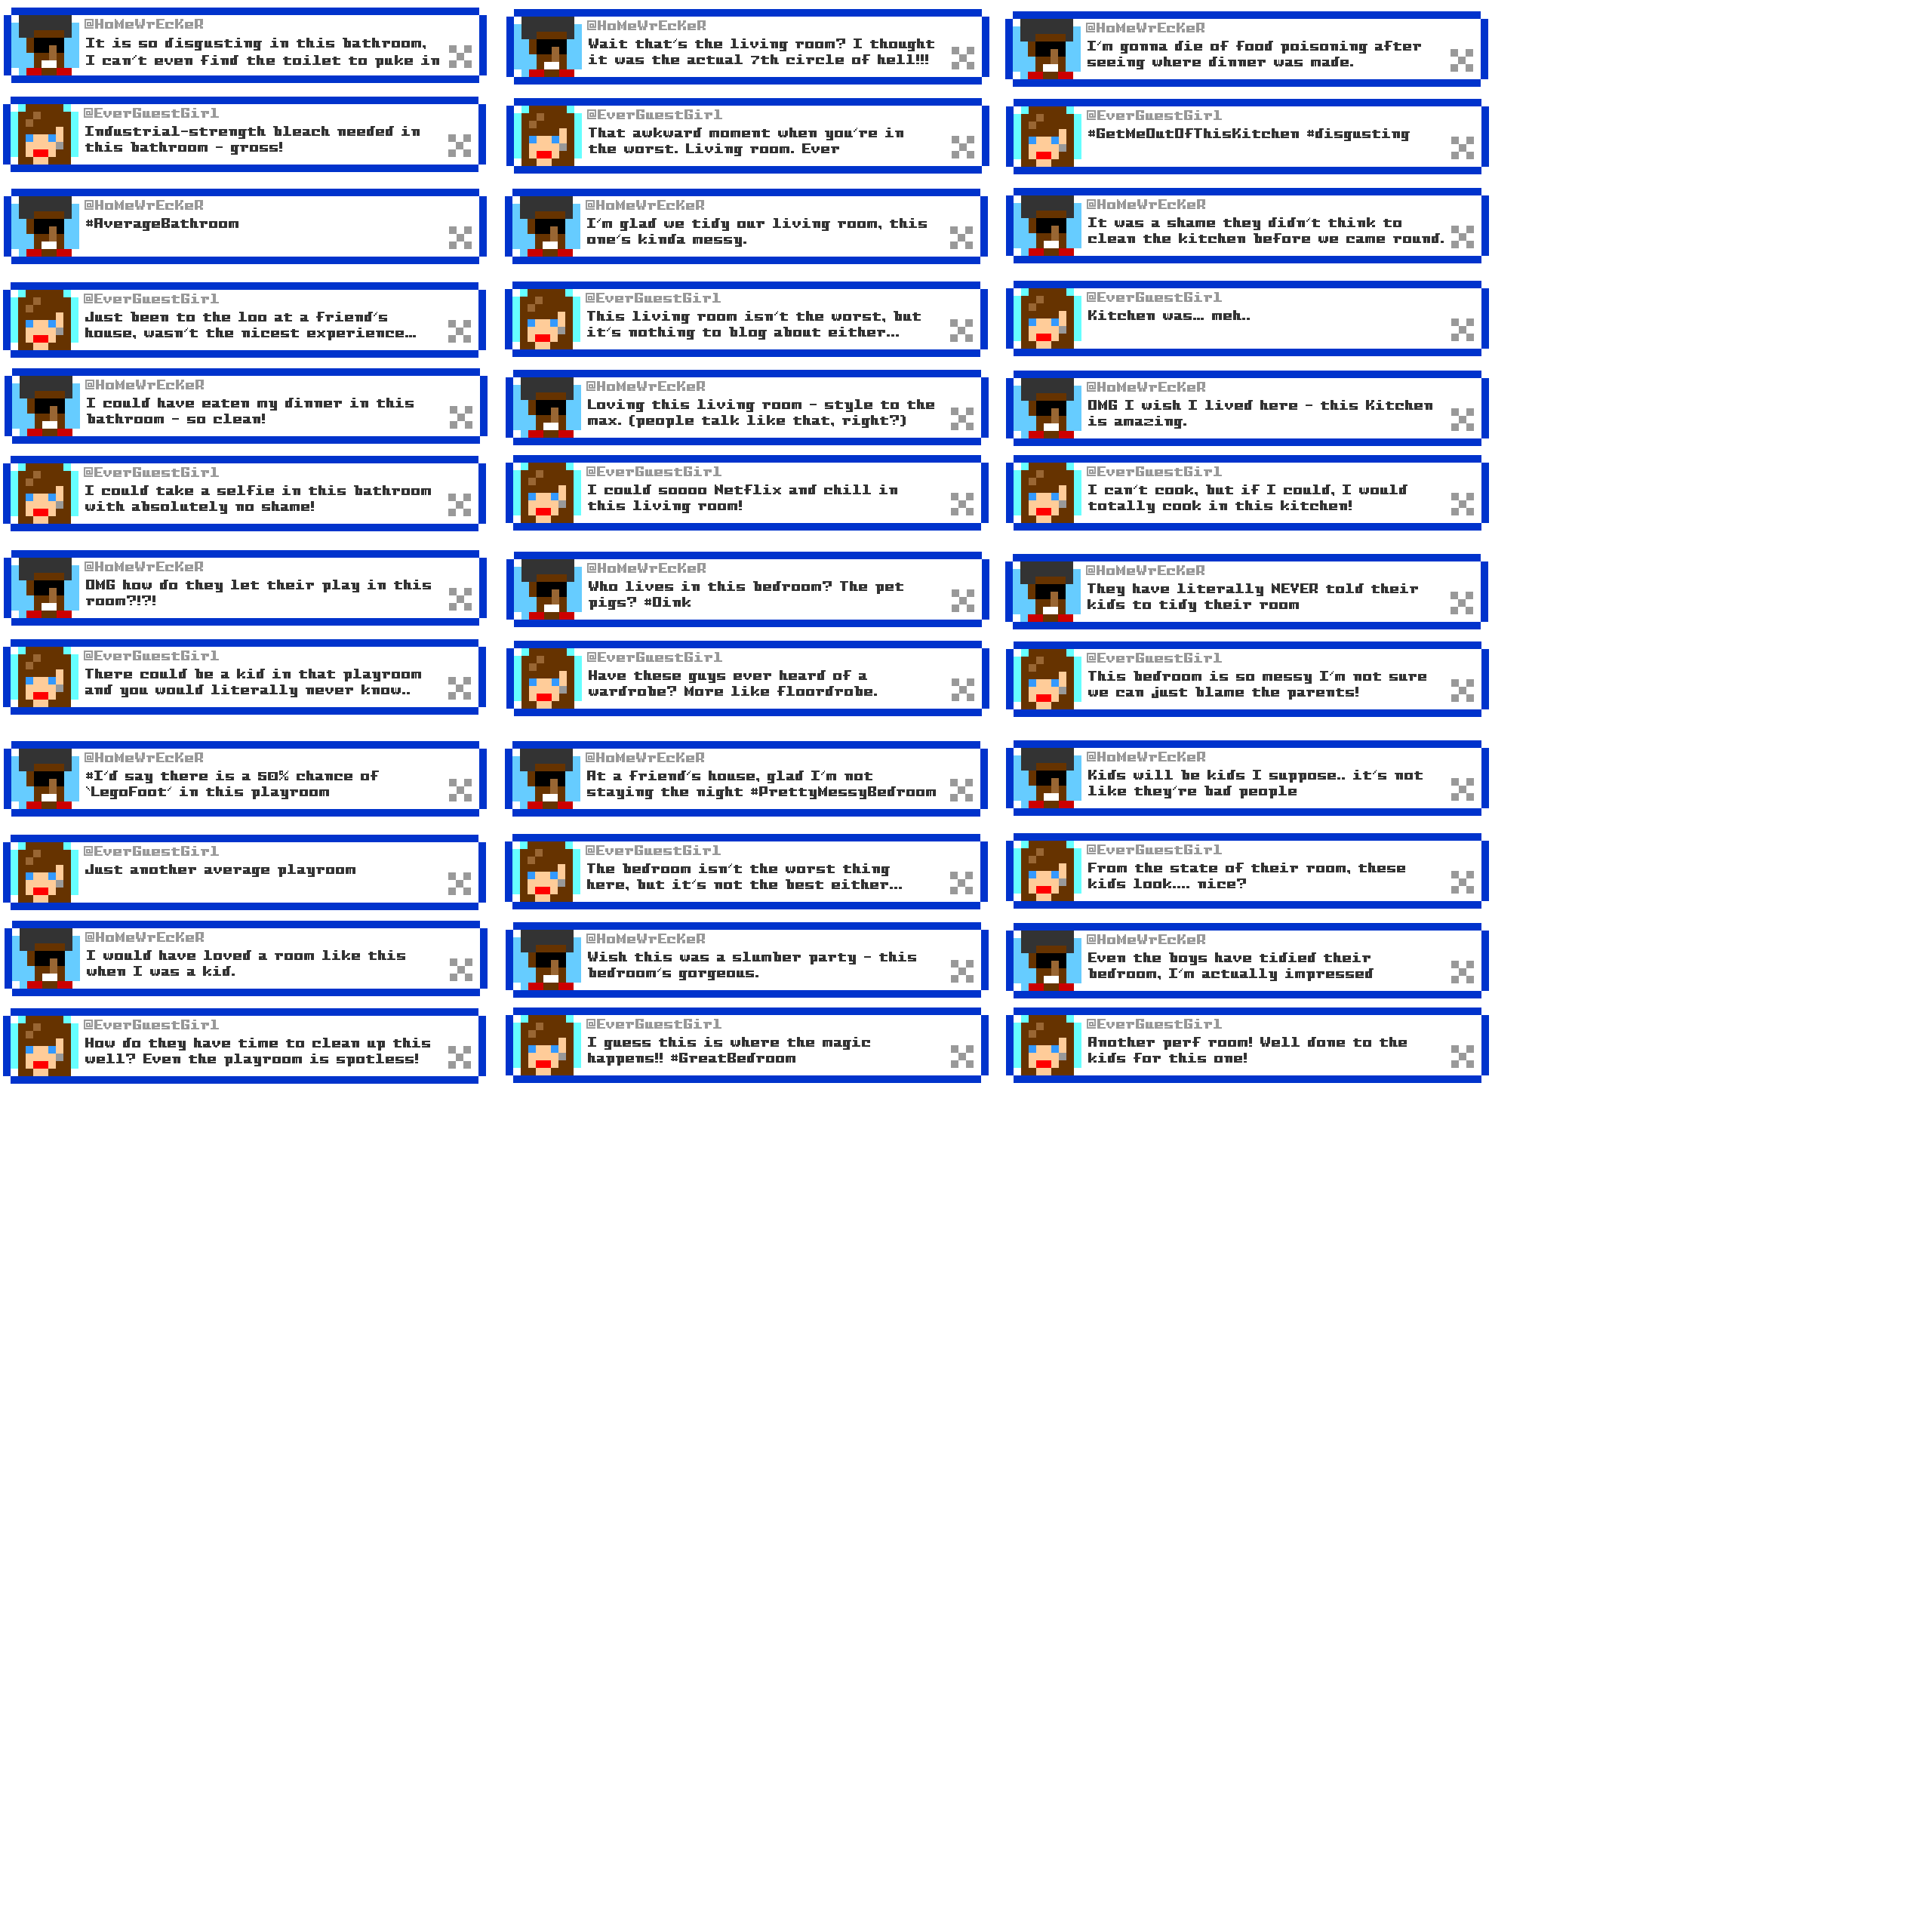 @HoMeWrEcKeR
It is so disgusting in this bathroom,
I can't even find the toilet to puke in
@HoMeWrEcKeR
Wait that's the living room? I thought
it was the actual 7th circle of hell!!!
@HoMeWrEcKeR
I'm gonna die of food poisoning after
seeing where dinner was made.
@EverGuestGirl
Industrial-strength bleach needed in
this bathroom - gross!
@EverGuestGirl
That awkward moment when you're in
the worst. Living room. Ever
@EverGuestGirl
#GetMeOutOfThisKitchen #disgusting
@HoMeWrEcKeR
#AverageBathroom
@HoMeWrEcKeR
I'm glad we tidy our living room, this
one's kinda messy.
@HoMeWrEcKeR
It was a shame they didn't think to
clean the kitchen before we came round.
@EverGuestGirl
Just been to the loo at a friend's
house, wasn't the nicest experience...
@EverGuestGirl
This living room isn't the worst, but
it's nothing to blog about either...
@EverGuestGirl
Kitchen was... meh..
@HoMeWrEcKeR
I could have eaten my dinner in this
bathroom - so clean!
@HoMeWrEcKeR
Loving this living room - style to the
max. (people talk like that, right?)
@HoMeWrEcKeR
OMG I wish I lived here - this Kitchen
is amazing.
@EverGuestGirl
I could take a selfie in this bathroom
with absolutely no shame!
@EverGuestGirl
I could soooo Netflix and chill in
this living room!
@EverGuestGirl
I can't cook, but if I could, I would
totally cook in this kitchen!
@HoMeWrEcKeR
OMG how do they let their play in this
room?!?!
@HoMeWrEcKeR
Who lives in this bedroom? The pet
pigs? #Oink
@HoMeWrEcKeR
They have literally NEVER told their
kids to tidy their room
@EverGuestGirl
There could be a kid in that playroom
and you would literally never know..
@EverGuestGirl
Have these guys ever heard of a
wardrobe? More like floordrobe.
@EverGuestGirl
This bedroom is so messy I'm not sure
we can just blame the parents!
@HoMeWrEcKeR
#I'd say there is a 50% chance of
'LegoFoot' in this playroom
@HoMeWrEcKeR
At a friend's house, glad I'm not
staying the night #PrettyMessyBedroom
@HoMeWrEcKeR
Kids will be kids I suppose.. it's not
like they're bad people
@EverGuestGirl
Just another average playroom
@EverGuestGirl
The bedroom isn't the worst thing
here, but it's not the best either...
@EverGuestGirl
From the state of their room, these
kids look.... nice?
@HoMeWrEcKeR
I would have loved a room like this
when I was a kid.
@HoMeWrEcKeR
Wish this was a slumber party - this
bedroom's gorgeous.
@HoMeWrEcKeR
Even the boys have tidied their
bedroom, I'm actually impressed
@EverGuestGirl
How do they have time to clean up this
well? Even the playroom is spotless!
@EverGuestGirl
I guess this is where the magic
happens!! #GreatBedroom
@EverGuestGirl
Another perf room! Well done to the
kids for this one!